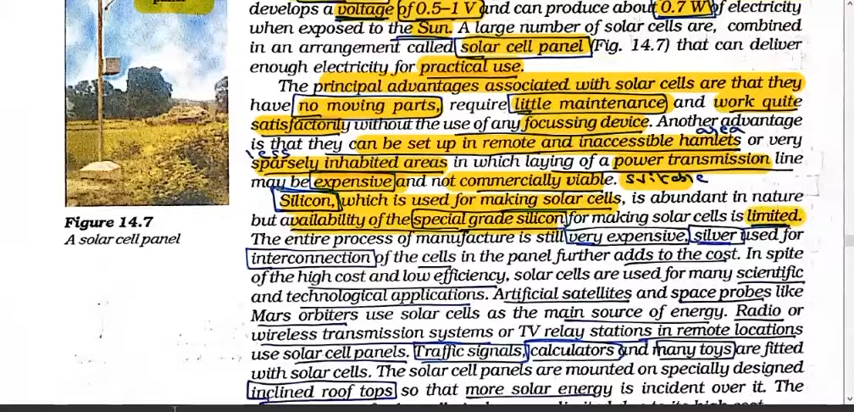 develops a voltage of 0.5–1 V and can produce about 0.7 W of electricity
when exposed to the Sun. A large number of solar cells are, combined
in an arrangement called solar cell panel (Fig. 14.7) that can deliver
enough electricity for practical use.
The principal advantages associated with solar cells are that they
have no moving parts, require little maintenance and work quite
satisfactorily without the use of any focussing device. Another advantage
area
is that they can be set up in remote and inaccessible hamlets or very
less
sparsely inhabited areas in which laying of a power transmission line
may be expensive and not commercially viable. suitable
Silicon, which is used for making solar cells, is abundant in nature
but availability of the special grade silicon for making solar cells is limited.
The entire process of manufacture is still very expensive, silver used for
interconnection of the cells in the panel further adds to the cost. In spite
of the high cost and low efficiency, solar cells are used for many scientific
and technological applications. Artificial satellites and space probes like
Mars orbiters use solar cells as the main source of energy. Radio or
wireless transmission systems or TV relay stations in remote locations
use solar cell panels. Traffic signals, calculators and many toys are fitted
with solar cells. The solar cell panels are mounted on specially designed
inclined roof tops so that more solar energy is incident over it. The
Figure 14.7
A solar cell panel